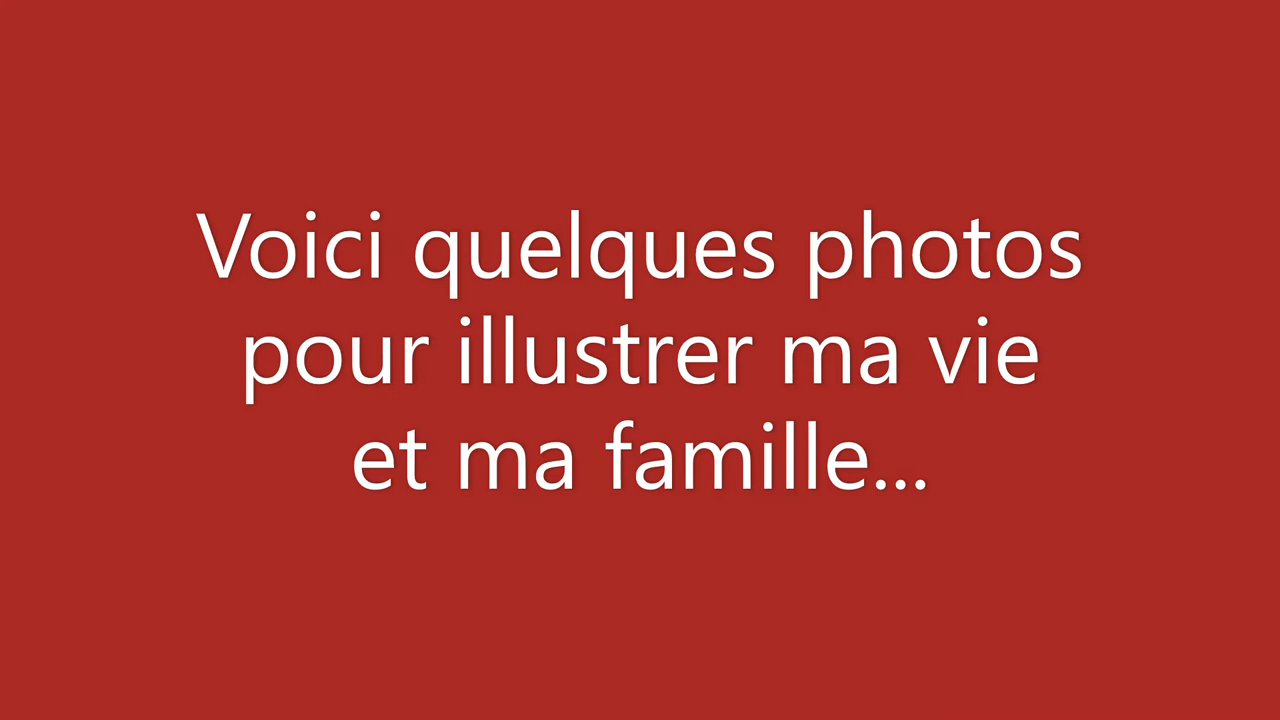 Voici quelques photos
pour illustrer ma vie
et ma famille...